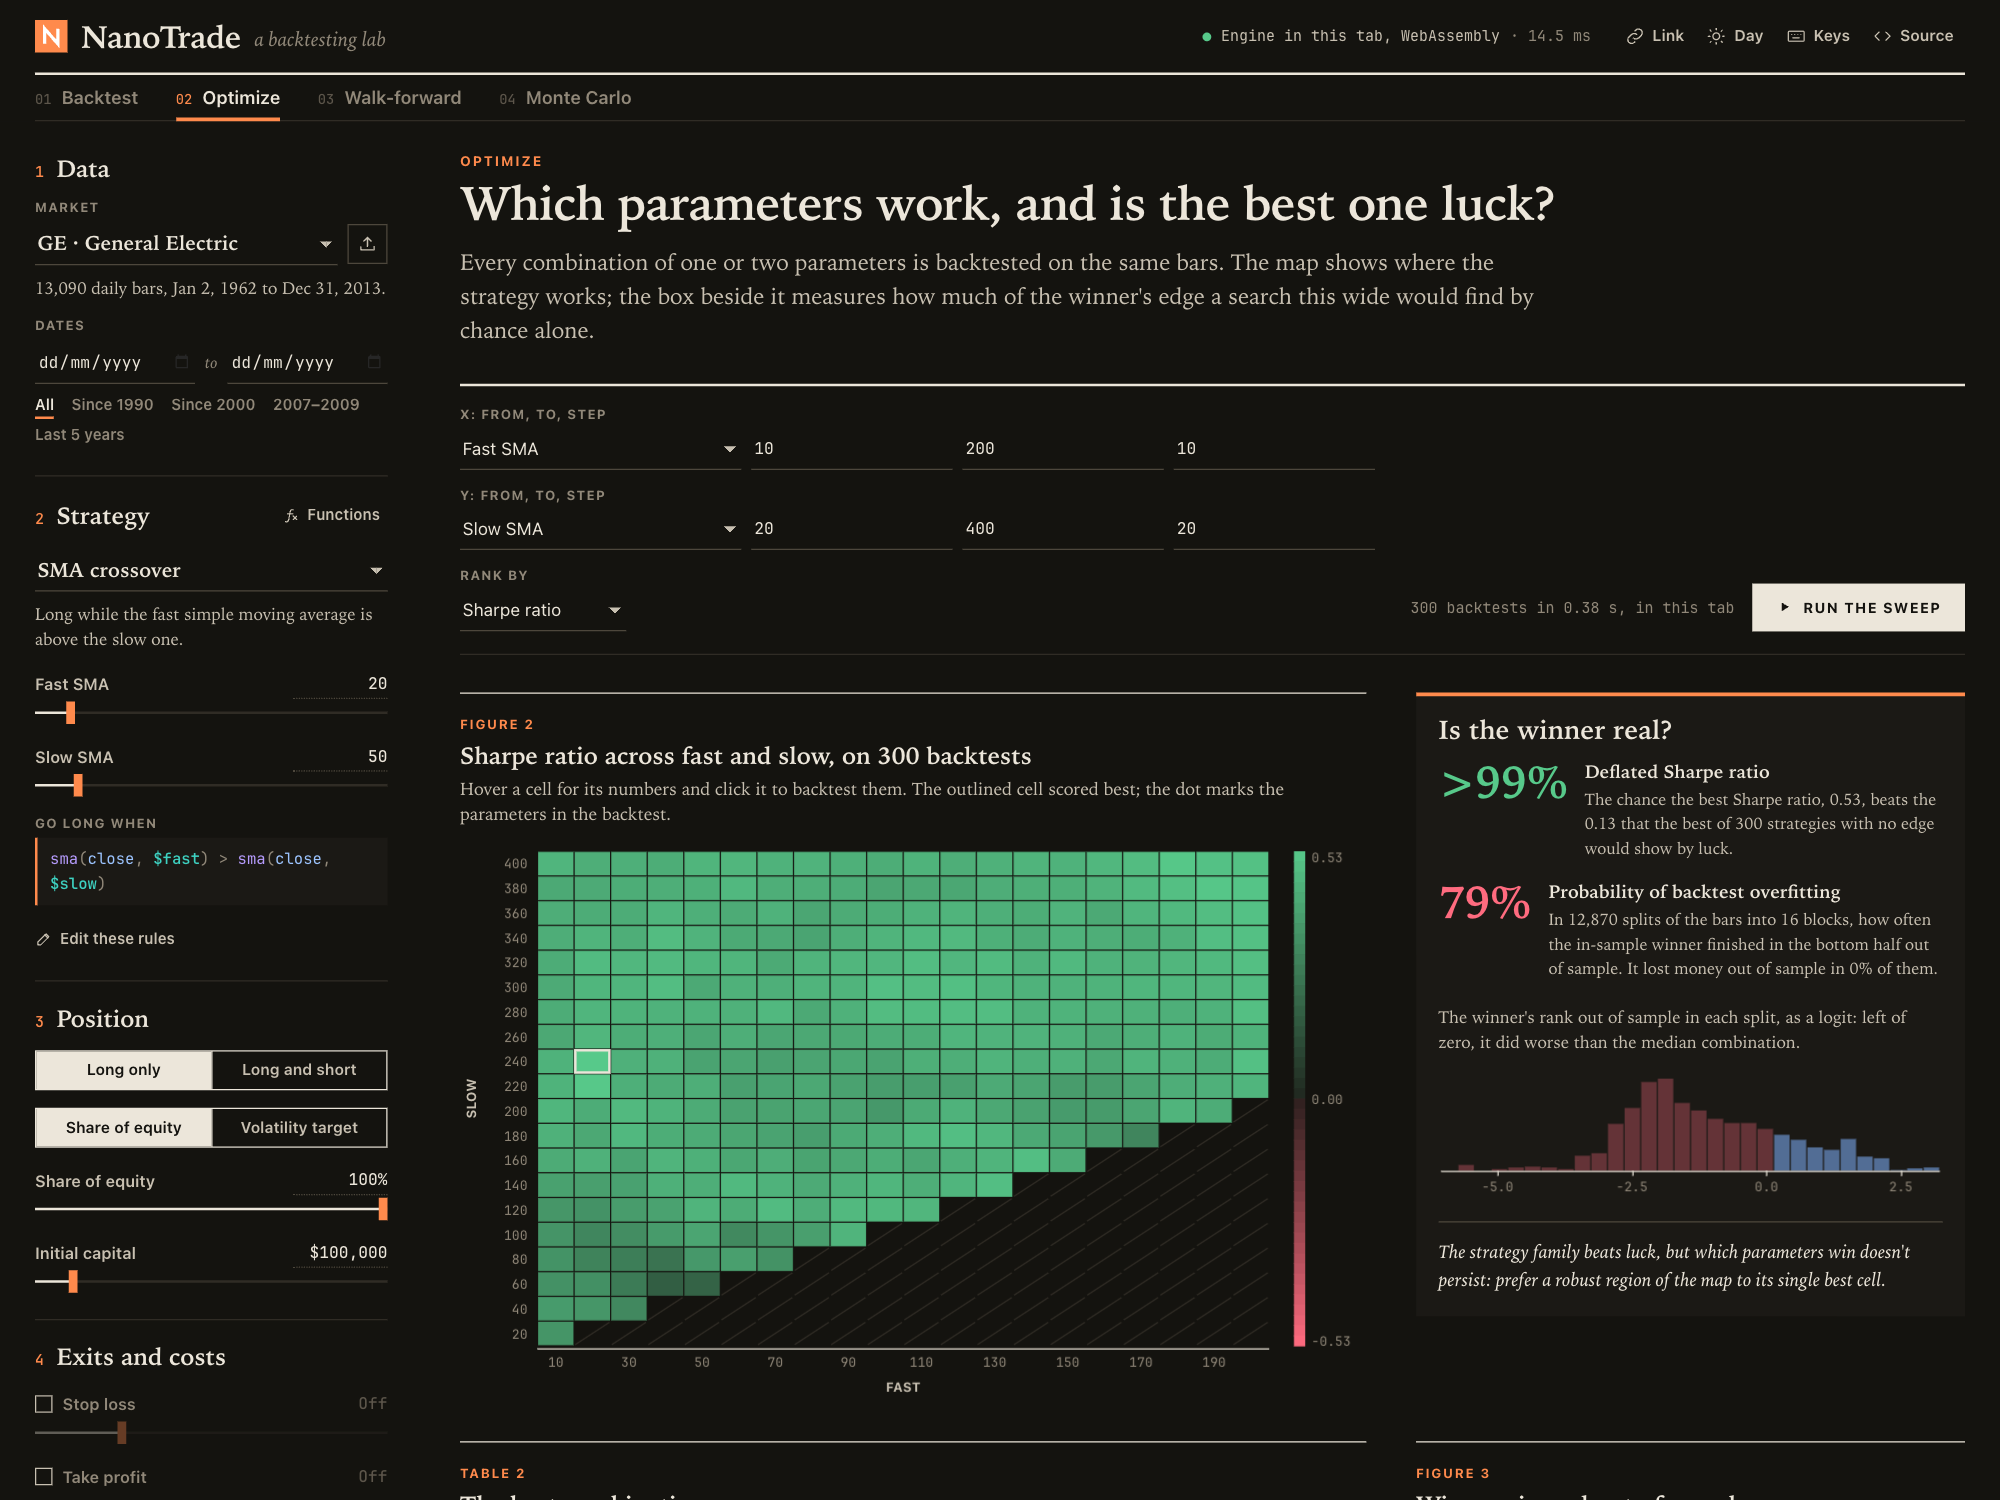 N NanoTrade a backtesting lab
Engine in this tab, WebAssembly · 14.5 ms
Link
Day
Keys
Source
01 Backtest
02 Optimize
03 Walk-forward
04 Monte Carlo
1 Data
MARKET
GE · General Electric
13,090 daily bars, Jan 2, 1962 to Dec 31, 2013.
DATES
dd/mm/yyyy to dd/mm/yyyy
All Since 1990 Since 2000 2007–2009
Last 5 years
2 Strategy
fx Functions
SMA crossover
Long while the fast simple moving average is
above the slow one.
Fast SMA 20
Slow SMA 50
GO LONG WHEN
sma(close, $fast) > sma(close,
$slow)
Edit these rules
3 Position
Long only Long and short
Share of equity Volatility target
Share of equity 100%
Initial capital $100,000
4 Exits and costs
Stop loss Off
Take profit Off
OPTIMIZE
Which parameters work, and is the best one luck?
Every combination of one or two parameters is backtested on the same bars. The map shows where the
strategy works; the box beside it measures how much of the winner's edge a search this wide would find by
chance alone.
X: FROM, TO, STEP
Fast SMA 10 200 10
Y: FROM, TO, STEP
Slow SMA 20 400 20
RANK BY
Sharpe ratio
300 backtests in 0.38 s, in this tab
RUN THE SWEEP
FIGURE 2
Sharpe ratio across fast and slow, on 300 backtests
Hover a cell for its numbers and click it to backtest them. The outlined cell scored best; the dot marks the
parameters in the backtest.
400
380
360
340
320
300
280
260
240
220
200
180
160
140
120
100
80
60
40
20
SLOW
10 30 50 70 90 110 130 150 170 190
FAST
0.53
0.00
-0.53
Is the winner real?
>99%
Deflated Sharpe ratio
The chance the best Sharpe ratio, 0.53, beats the
0.13 that the best of 300 strategies with no edge
would show by luck.
79%
Probability of backtest overfitting
In 12,870 splits of the bars into 16 blocks, how often
the in-sample winner finished in the bottom half out
of sample. It lost money out of sample in 0% of them.
The winner's rank out of sample in each split, as a logit: left of
zero, it did worse than the median combination.
-5.0 -2.5 0.0 2.5
The strategy family beats luck, but which parameters win doesn't
persist: prefer a robust region of the map to its single best cell.
TABLE 2
FIGURE 3